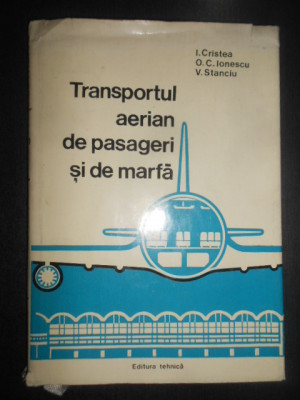 I. Cristea
O. C. Ionescu
V. Stanciu
Transportul
aerian
de pasageri
și de marfă
Editura tehnică